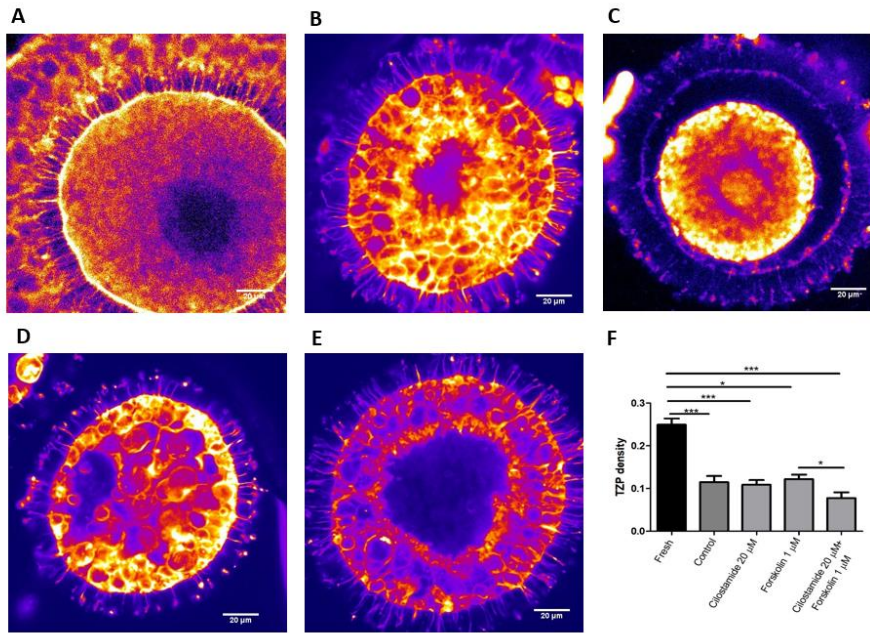 A
B
C
20 µm
20 µm
20 µm
D
E
F
20 µm
20 µm
TZP density
0.3
0.2
0.1
0.0
***
*
***
***
*
Fresh
Control
Cilostamide 20 µM
Forskolin 1 µM
Cilostamide 20 µM+
Forskolin 1 µM